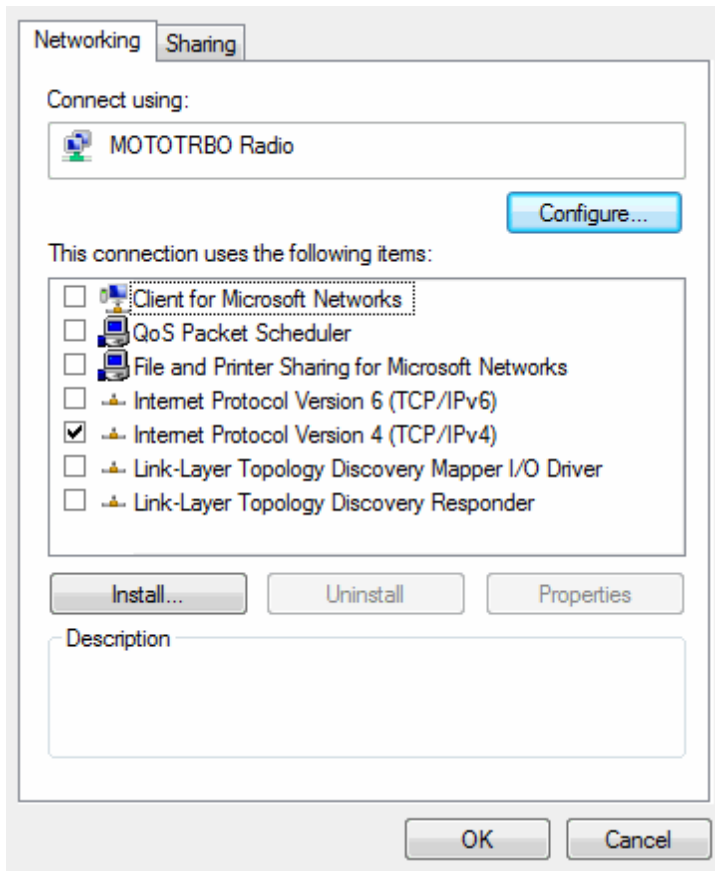 Networking Sharing
Connect using:
MOTOTRBO Radio
Configure...
This connection uses the following items:
Client for Microsoft Networks
QoS Packet Scheduler
File and Printer Sharing for Microsoft Networks
Internet Protocol Version 6 (TCP/IPv6)
Internet Protocol Version 4 (TCP/IPv4)
Link-Layer Topology Discovery Mapper I/O Driver
Link-Layer Topology Discovery Responder
Install... Uninstall Properties
Description
OK Cancel